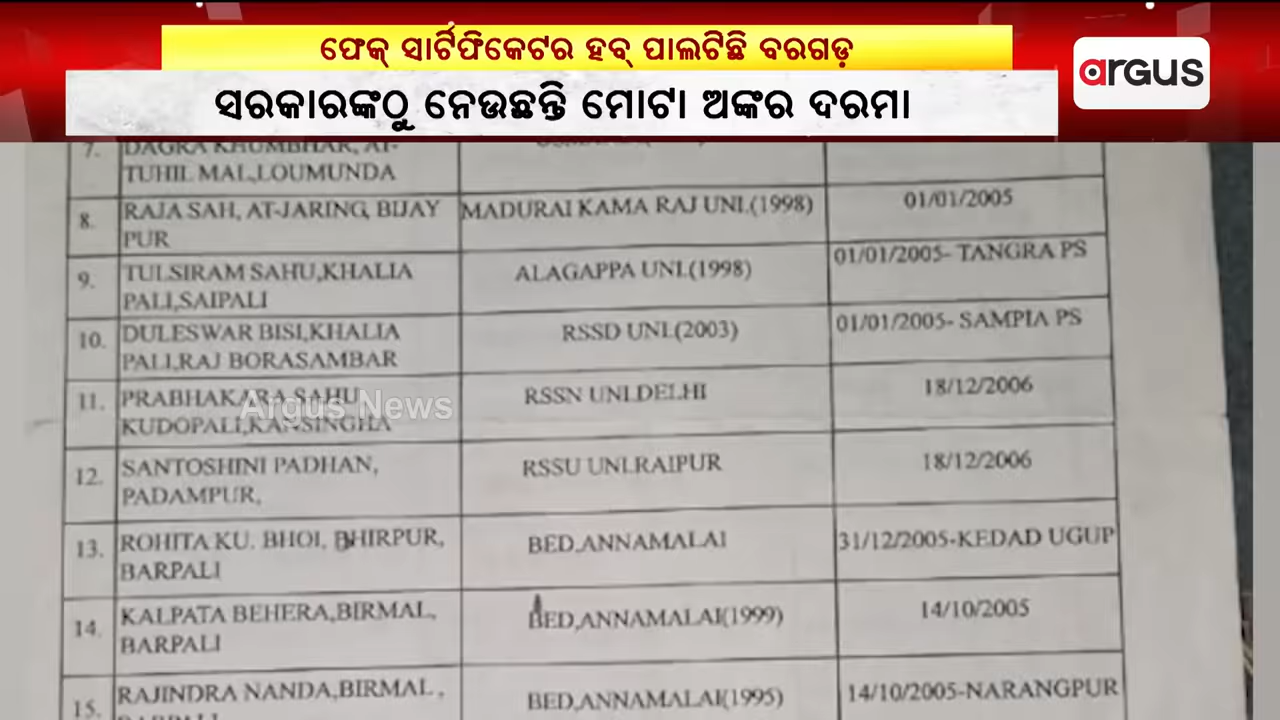 ଫେକ୍ ସାର୍ଟିଫିକେଟର ହବ୍ ପାଲଟିଛି ବରଗଡ଼
ସରକାରଙ୍କଠୁ ନେଉଛନ୍ତି ମୋଟା ଅଙ୍କର ଦରମା
argus
7. DAGRA KHUMBHAR, AT-
TUHIL MAL,LOUMUNDA
8. RAJA SAH, AT-JARING, BIJAY PUR MADURAI KAMA RAJ UNI.(1998) 01/01/2005
9. TULSIRAM SAHU,KHALIA PALI,SAIPALI ALAGAPPA UNI.(1998) 01/01/2005- TANGRA PS
10. DULESWAR BISI,KHALIA PALI,RAJ BORASAMBAR RSSD UNI.(2003) 01/01/2005- SAMPIA PS
11. PRABHAKARA SAHU KUDOPALI,KANSINGHA RSSN UNI.DELHI 18/12/2006
Argus News
12. SANTOSHINI PADHAN, PADAMPUR, RSSU UNI.RAIPUR 18/12/2006
13. ROHITA KU. BHOI, BHIRPUR, BARPALI BED,ANNAMALAI 31/12/2005-KEDAD UGUP
14. KALPATA BEHERA,BIRMAL, BARPALI BED,ANNAMALAI(1999) 14/10/2005
15. RAJINDRA NANDA,BIRMAL, BED,ANNAMALAI(1995) 14/10/2005-NARANGPUR